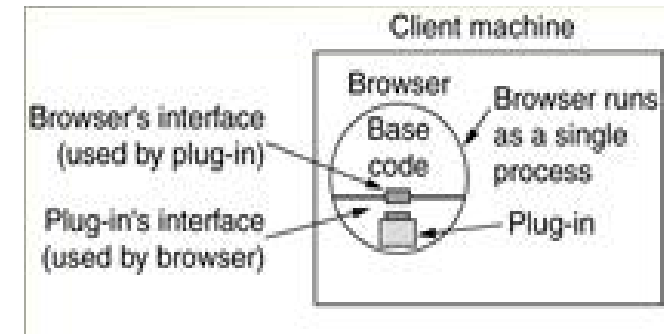 Client machine
Browser
Browser's interface
(used by plug-in)
Base
code
Browser runs
as a single
process
Plug-in's interface
(used by browser)
Plug-in